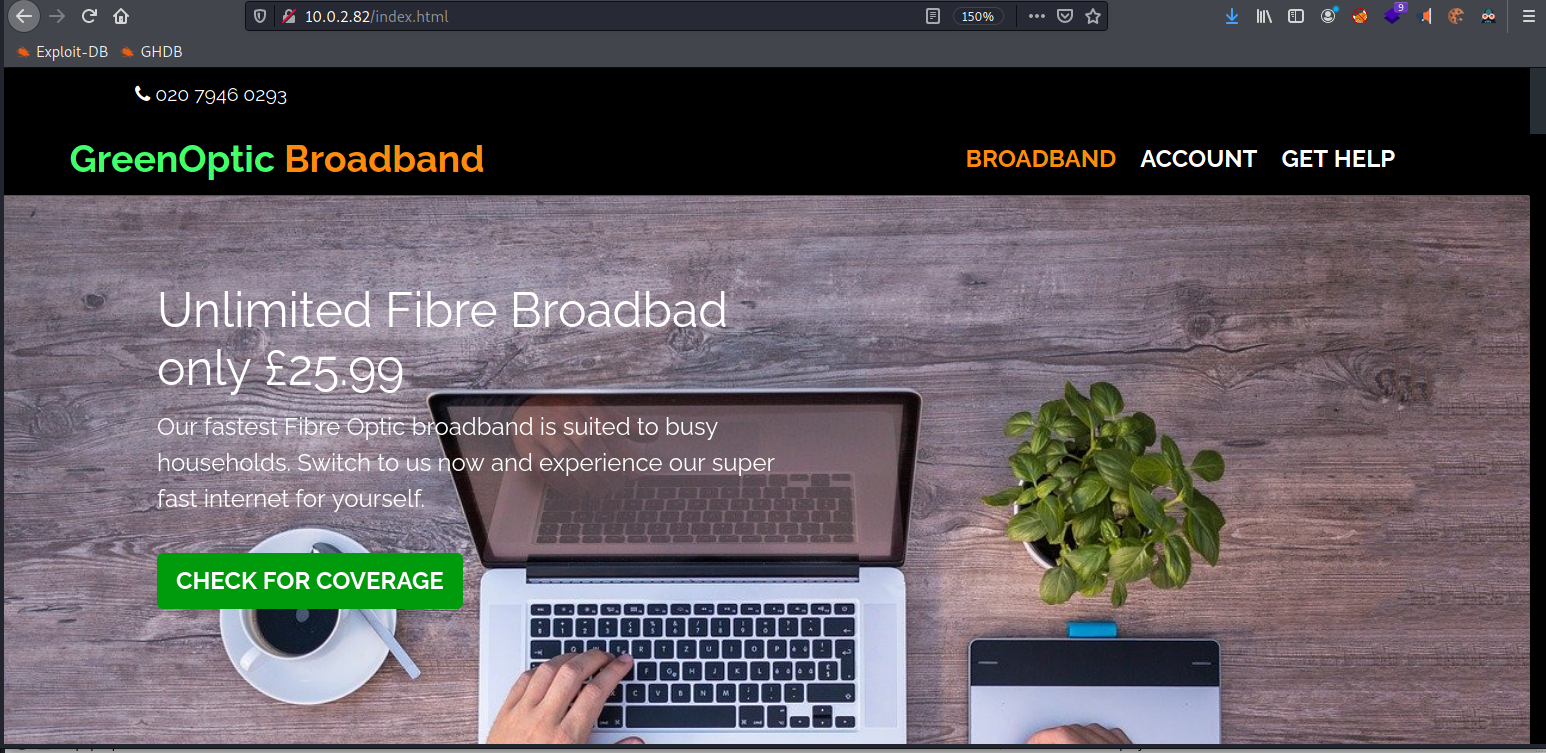 10.0.2.82/index.html
150%
9
Exploit-DB
GHDB
020 7946 0293
GreenOptic Broadband
BROADBAND
ACCOUNT
GET HELP
Unlimited Fibre Broadbad
only £25.99
Our fastest Fibre Optic broadband is suited to busy
households. Switch to us now and experience our super
fast internet for yourself.
CHECK FOR COVERAGE